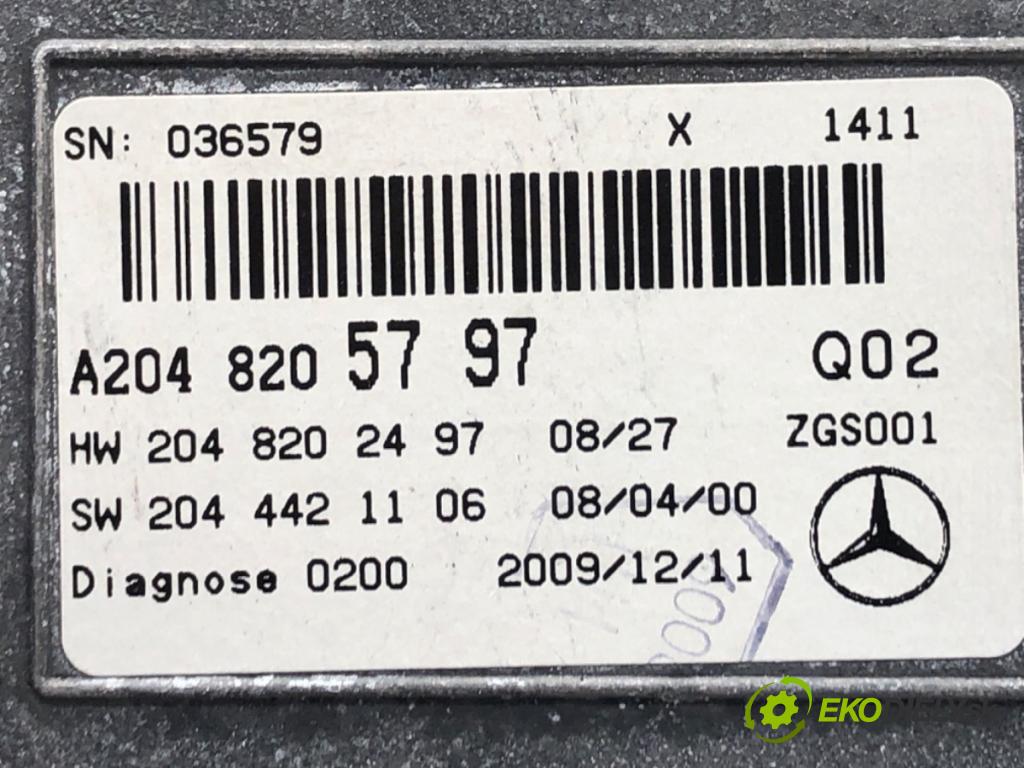 SN: 036579 X 1411
A204 820 57 97 Q02
HW 204 820 24 97 08/27 ZGS001
SW 204 442 11 06 08/04/00
Diagnose 0200 2009/12/11
EKO